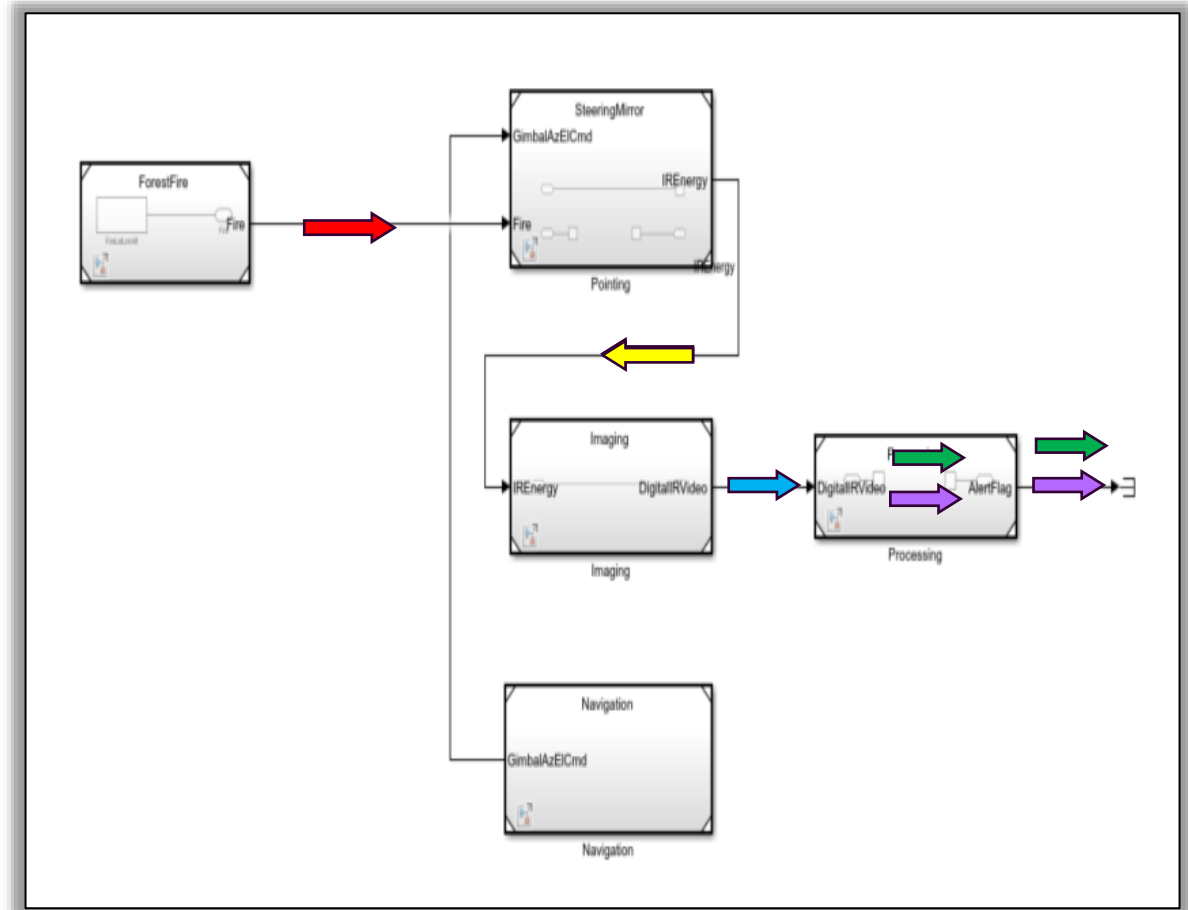 SteeringMirror
GimbalAzElCmd
ForestFire
IREnergy
Fire
Fire
IREnergy
Pointing
Imaging
IREnergy
DigitalIRVideo
DigitalIRVideo
AlertFlag
Imaging
Processing
Navigation
GimbalAzElCmd
Navigation